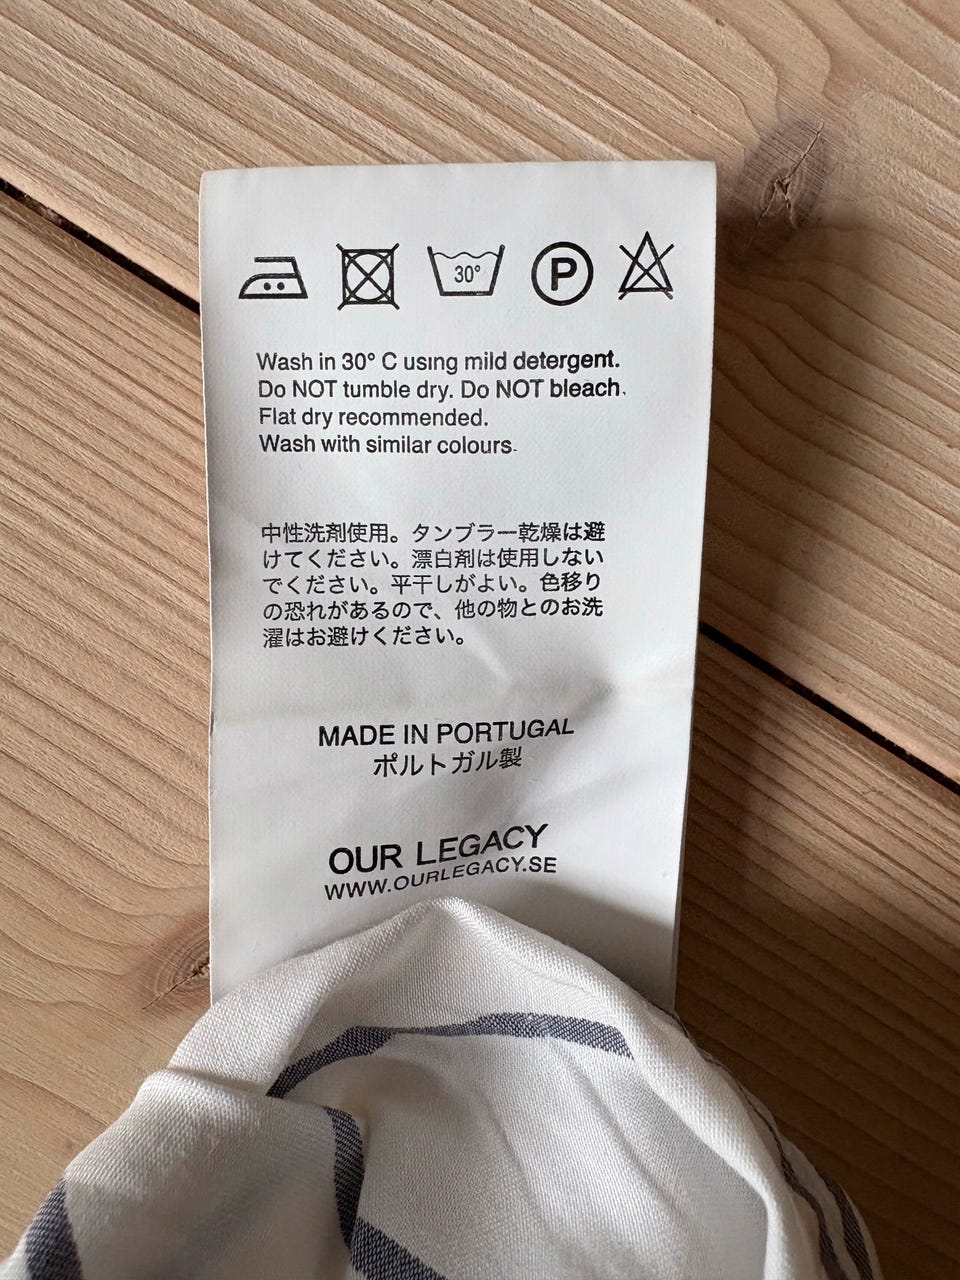 30°
P
Wash in 30° C using mild detergent.
Do NOT tumble dry. Do NOT bleach.
Flat dry recommended.
Wash with similar colours.
中性洗剤使用。タンブラー乾燥は避
けてください。漂白剤は使用しない
でください。平干しがよい。色移り
の恐れがあるので、他の物とのお洗
濯はお避けください。
MADE IN PORTUGAL
ポルトガル製
OUR LEGACY
WWW.OURLEGACY.SE